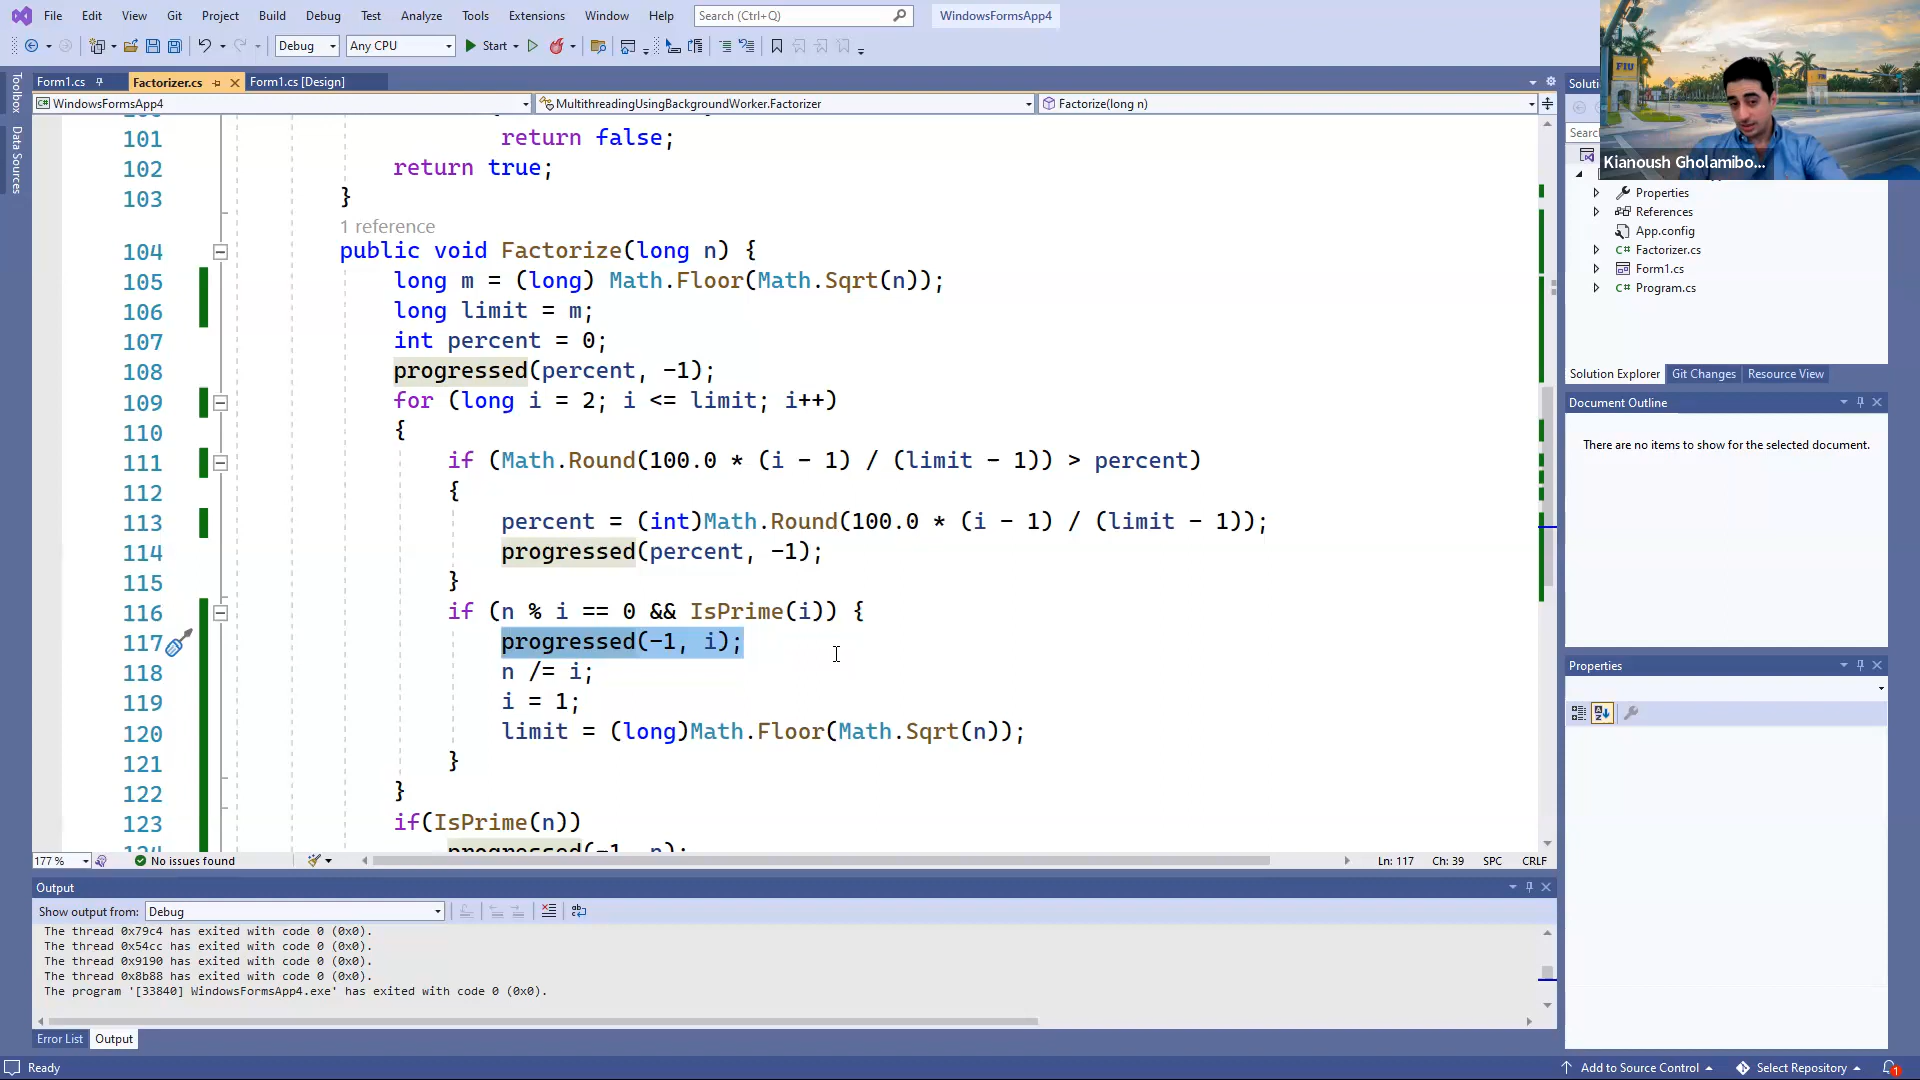 File Edit View Git Project Build Debug Test Analyze Tools Extensions Window Help Search (Ctrl+Q) WindowsFormsApp4
Debug Any CPU Start
Form1.cs Factorizer.cs Form1.cs [Design]
WindowsFormsApp4 MultithreadingUsingBackgroundWorker.Factorizer Factorize(long n)
Toolbox
Data Sources
101 return false;
102 return true;
103 }
1 reference
104 public void Factorize(long n) {
105 long m = (long) Math.Floor(Math.Sqrt(n));
106 long limit = m;
107 int percent = 0;
108 progressed(percent, -1);
109 for (long i = 2; i <= limit; i++)
110 {
111 if (Math.Round(100.0 * (i - 1) / (limit - 1)) > percent)
112 {
113 percent = (int)Math.Round(100.0 * (i - 1) / (limit - 1));
114 progressed(percent, -1);
115 }
116 if (n % i == 0 && IsPrime(i)) {
117 progressed(-1, i);
118 n /= i;
119 i = 1;
120 limit = (long)Math.Floor(Math.Sqrt(n));
121 }
122 }
123 if(IsPrime(n))
progressed(-1, n);
177 % No issues found Ln: 117 Ch: 39 SPC CRLF
Output
Show output from: Debug
The thread 0x79c4 has exited with code 0 (0x0).
The thread 0x54cc has exited with code 0 (0x0).
The thread 0x9190 has exited with code 0 (0x0).
The thread 0x8b88 has exited with code 0 (0x0).
The program '[33840] WindowsFormsApp4.exe' has exited with code 0 (0x0).
Error List Output
Ready Add to Source Control Select Repository 1
FIU
Kianoush Gholamibo...
Properties
References
App.config
C# Factorizer.cs
Form1.cs
C# Program.cs
Solution Explorer Git Changes Resource View
Document Outline
There are no items to show for the selected document.
Properties